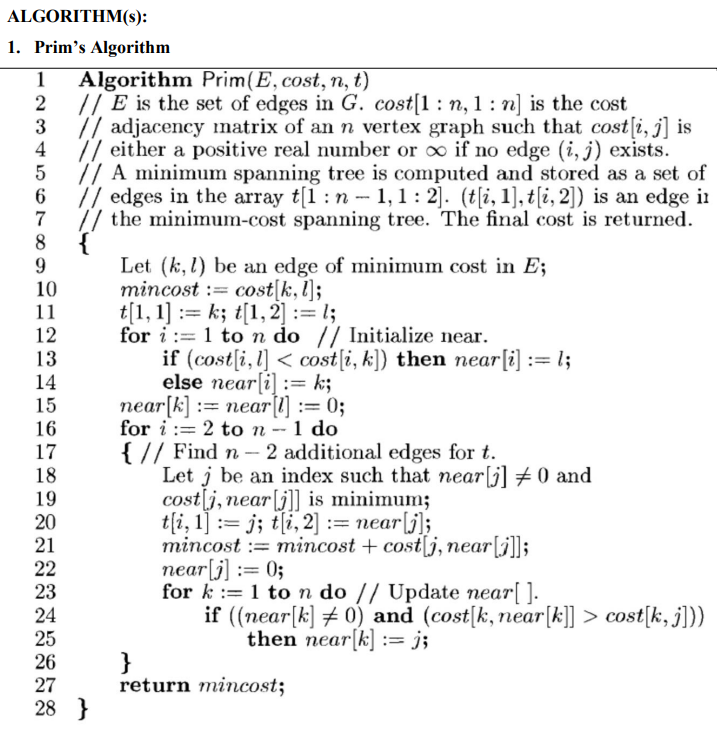 ALGORITHM(s):
1. Prim's Algorithm
1 Algorithm Prim(E, cost, n, t)
2 // E is the set of edges in G. cost[1 : n, 1 : n] is the cost
3 // adjacency matrix of an n vertex graph such that cost[i, j] is
4 // either a positive real number or ∞ if no edge (i, j) exists.
5 // A minimum spanning tree is computed and stored as a set of
6 // edges in the array t[1 : n − 1, 1 : 2]. (t[i, 1], t[i, 2]) is an edge in
7 // the minimum-cost spanning tree. The final cost is returned.
8 {
9 Let (k, l) be an edge of minimum cost in E;
10 mincost := cost[k, l];
11 t[1, 1] := k; t[1, 2] := l;
12 for i := 1 to n do // Initialize near.
13 if (cost[i, l] < cost[i, k]) then near[i] := l;
14 else near[i] := k;
15 near[k] := near[l] := 0;
16 for i := 2 to n − 1 do
17 { // Find n − 2 additional edges for t.
18 Let j be an index such that near[j] ≠ 0 and
19 cost[j, near[j]] is minimum;
20 t[i, 1] := j; t[i, 2] := near[j];
21 mincost := mincost + cost[j, near[j]];
22 near[j] := 0;
23 for k := 1 to n do // Update near[ ].
24 if ((near[k] ≠ 0) and (cost[k, near[k]] > cost[k, j]))
25 then near[k] := j;
26 }
27 return mincost;
28 }